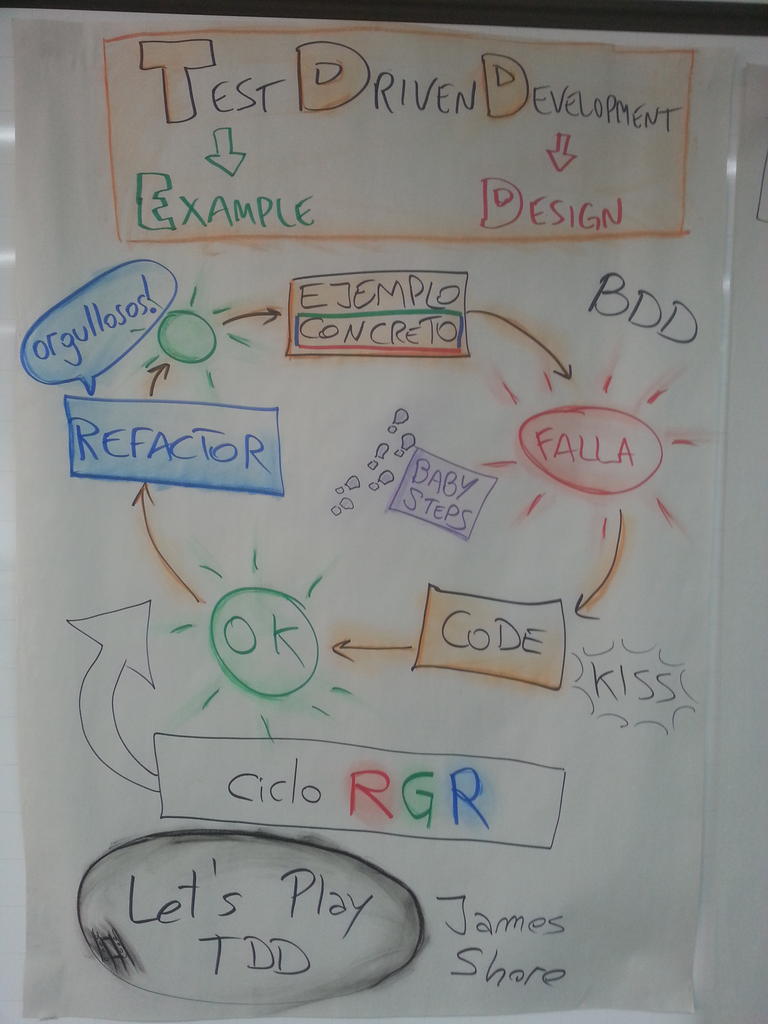 TEST DRIVEN DEVELOPMENT
EXAMPLE
DESIGN
orgullosos!
EJEMPLO
CONCRETO
BDD
REFACTOR
FALLA
BABY
STEPS
OK
CODE
KISS
Ciclo RGR
Let's Play
TDD
James
Shore